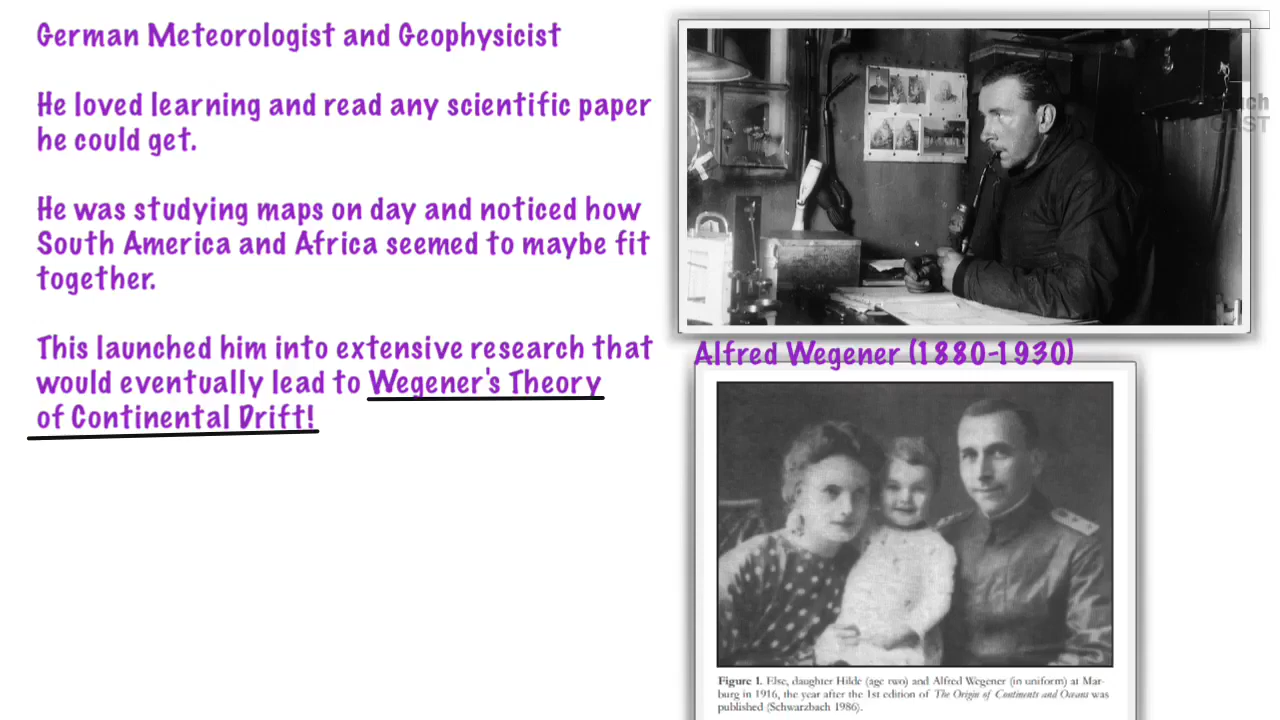 German Meteorologist and Geophysicist
He loved learning and read any scientific paper
he could get.
He was studying maps on day and noticed how
South America and Africa seemed to maybe fit
together.
This launched him into extensive research that
would eventually lead to Wegener's Theory
of Continental Drift!
Alfred Wegener (1880-1930)
Figure 1. Else, daughter Hilde (age two) and Alfred Wegener (in uniform) at Mar-
burg in 1916, the year after the 1st edition of The Origin of Continents and Oceans was
published (Schwarzbach 1986).